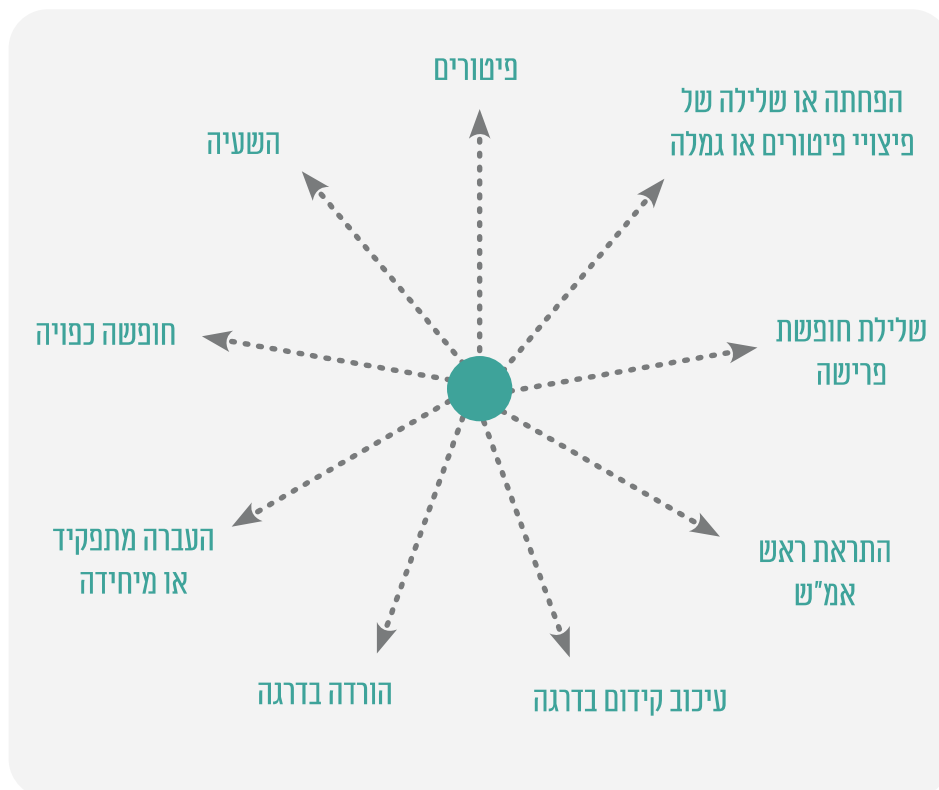 פיטורים
הפחתה או שלילה של
פיצויי פיטורים או גמלה
שלילת חופשת
פרישה
התראת ראש
אמ"ש
עיכוב קידום בדרגה
הורדה בדרגה
העברה מתפקיד
או מיחידה
חופשה כפויה
השעיה